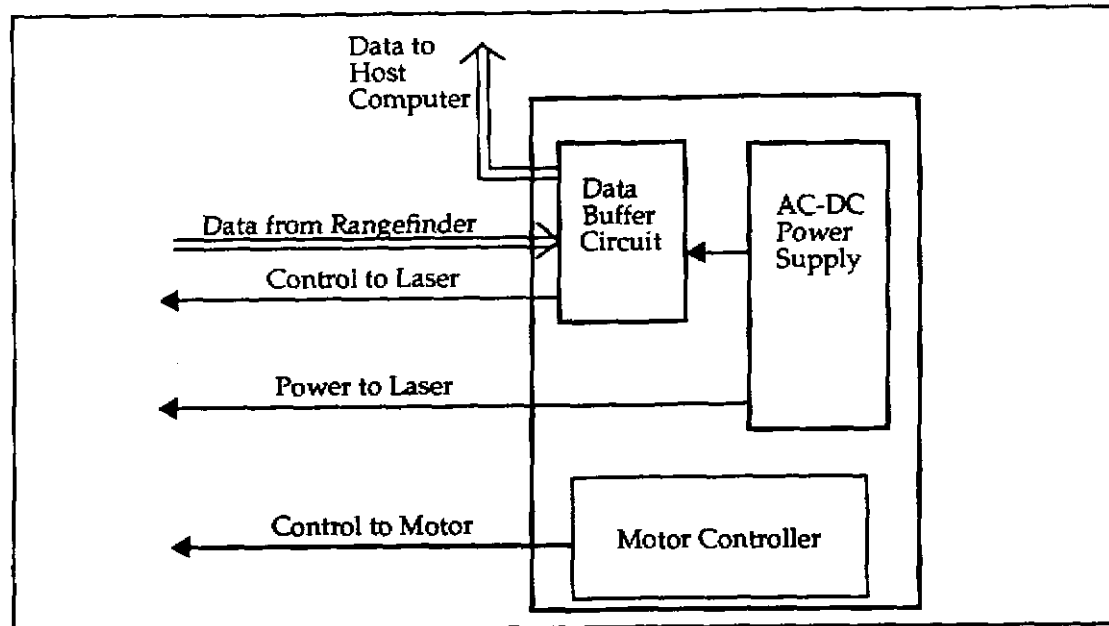 Data to
Host
Computer
Data
Buffer
Circuit
AC-DC
Power
Supply
Data from Rangefinder
Control to Laser
Power to Laser
Control to Motor
Motor Controller